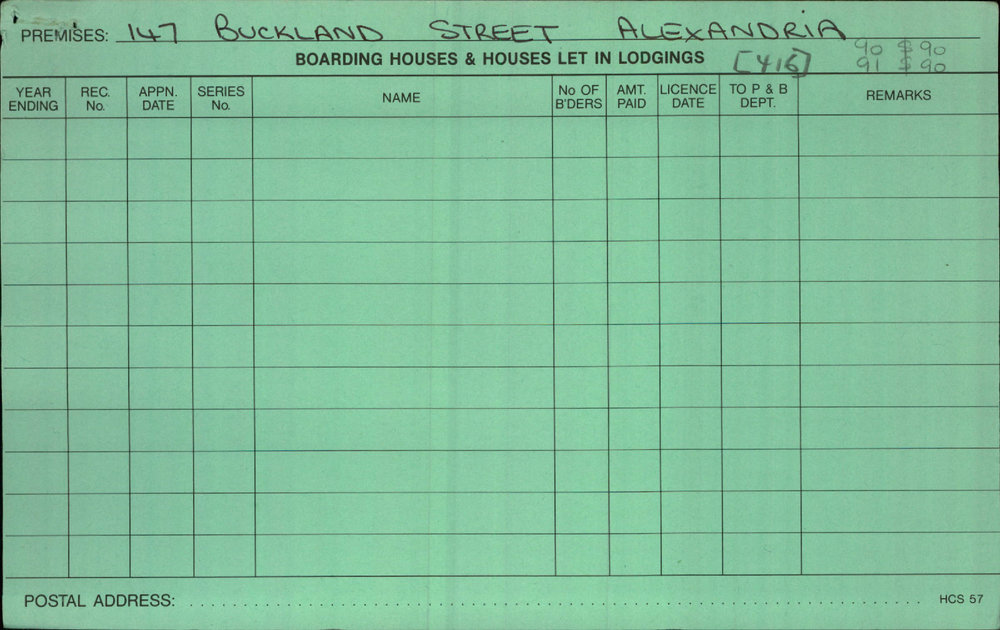 PREMISES: 147 BUCKLAND STREET ALEXANDRIA
90 $90
BOARDING HOUSES & HOUSES LET IN LODGINGS [416] 91 $90
YEAR ENDING REC. No. APPN. DATE SERIES No. NAME No OF B'DERS AMT. PAID LICENCE DATE TO P & B DEPT. REMARKS
POSTAL ADDRESS: HCS 57